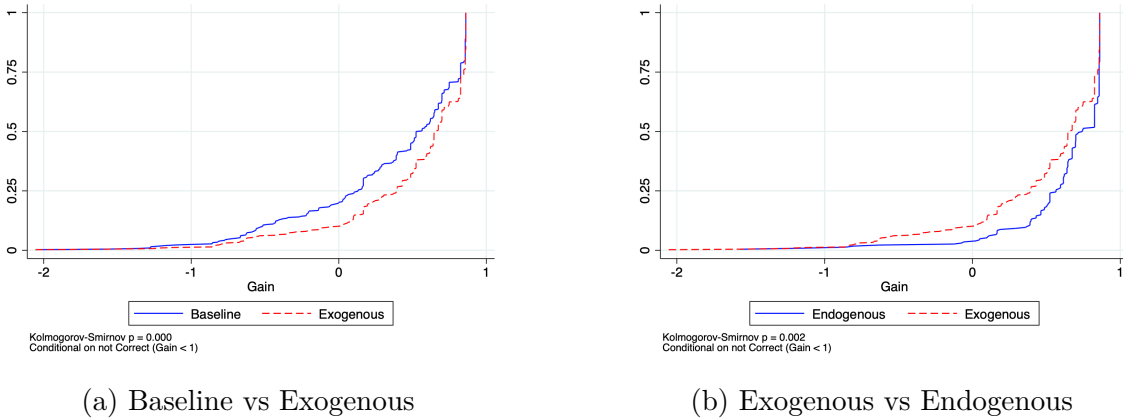 1
0.75
0.5
0.25
0
-2
-1
0
1
Gain
Baseline
Exogenous
Kolmogorov-Smirnov p = 0.000
Conditional on not Correct (Gain < 1)
(a) Baseline vs Exogenous
1
0.75
0.5
0.25
0
-2
-1
0
1
Gain
Endogenous
Exogenous
Kolmogorov-Smirnov p = 0.002
Conditional on not Correct (Gain < 1)
(b) Exogenous vs Endogenous